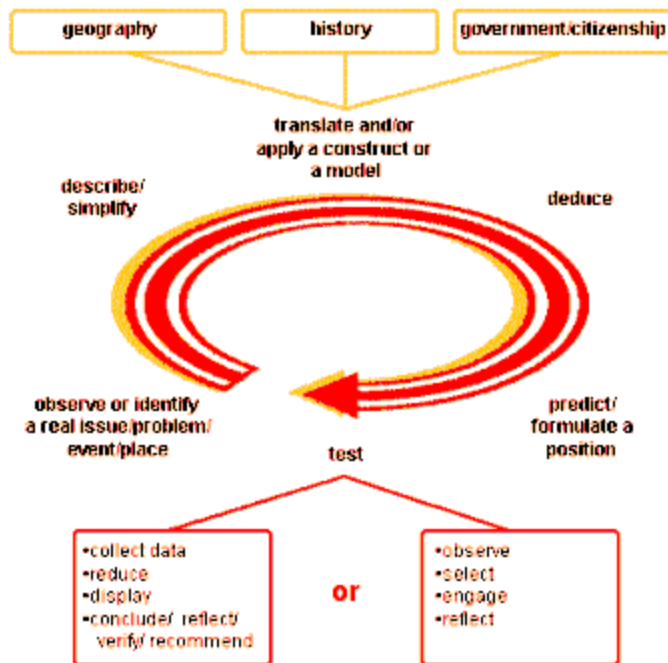 geography
history
government/citizenship
translate and/or
apply a construct or
a model
describe/
simplify
deduce
observe or identify
a real issue/problem/
event/place
predict/
formulate a
position
test
•collect data
•reduce
•display
•conclude/ reflect/
verify/ recommend
or
•observe
•select
•engage
•reflect